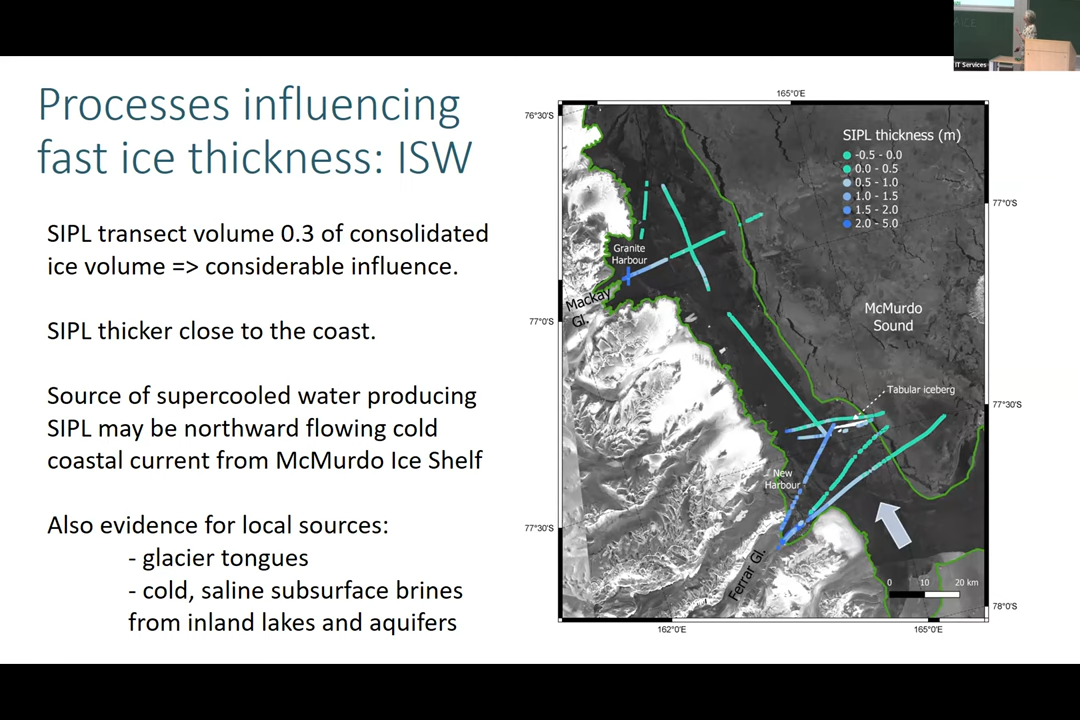 IT Services
Processes influencing
fast ice thickness: ISW
SIPL transect volume 0.3 of consolidated
ice volume => considerable influence.
SIPL thicker close to the coast.
Source of supercooled water producing
SIPL may be northward flowing cold
coastal current from McMurdo Ice Shelf
Also evidence for local sources:
- glacier tongues
- cold, saline subsurface brines
from inland lakes and aquifers
165°0'E
76°30'S
77°0'S
77°30'S
77°0'S
77°30'S
78°0'S
162°0'E
165°0'E
SIPL thickness (m)
-0.5 - 0.0
0.0 - 0.5
0.5 - 1.0
1.0 - 1.5
1.5 - 2.0
2.0 - 5.0
Granite
Harbour
Mackay
Gl.
McMurdo
Sound
Tabular iceberg
New
Harbour
Ferrar Gl.
0 10 20 km